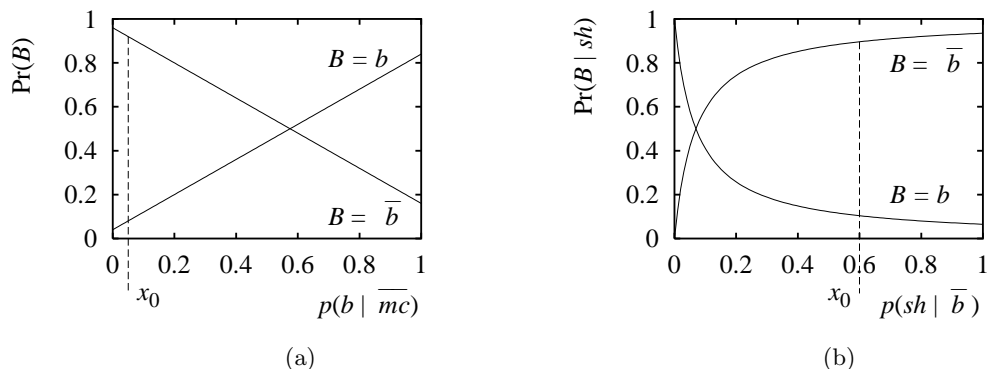 Pr(B)
1
0.8
0.6
0.4
0.2
0
B = b
B = b̅
0 0.2 0.4 0.6 0.8 1
x₀
p(b | m̅c̅)
(a)
Pr(B | sh)
1
0.8
0.6
0.4
0.2
0
B = b̅
B = b
0 0.2 0.4 0.6 0.8 1
x₀
p(sh | b̅)
(b)